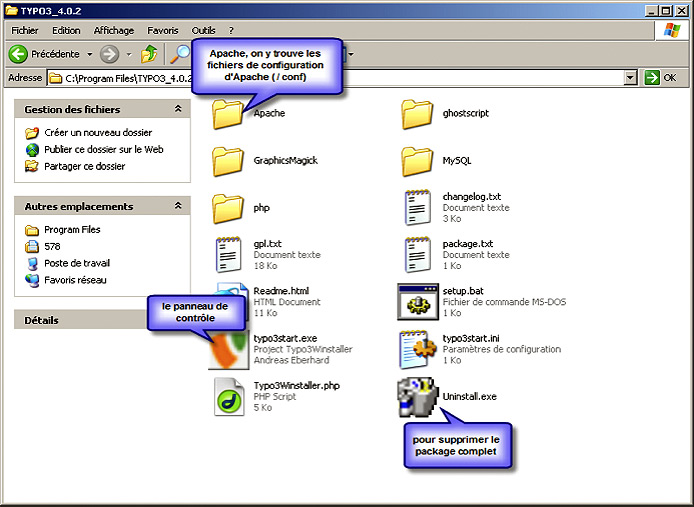 TYPO3_4.0.2
Fichier Edition Affichage Favoris Outils ?
Précédente
Adresse C:\Program Files\TYPO3_4.0.2 OK
Apache, on y trouve les
fichiers de configuration
d'Apache (/ conf)
Gestion des fichiers
Créer un nouveau dossier
Publier ce dossier sur le Web
Partager ce dossier
Autres emplacements
Program Files
578
Poste de travail
Favoris réseau
Détails
Apache
ghostscript
GraphicsMagick
MySQL
php
changelog.txt
Document texte
3 Ko
gpl.txt
Document texte
18 Ko
package.txt
Document texte
1 Ko
Readme.html
HTML Document
11 Ko
setup.bat
Fichier de commande MS-DOS
1 Ko
le panneau de
contrôle
typo3start.exe
Project Typo3Winstaller
Andreas Eberhard
typo3start.ini
Paramètres de configuration
1 Ko
Typo3Winstaller.php
PHP Script
5 Ko
Uninstall.exe
pour supprimer le
package complet